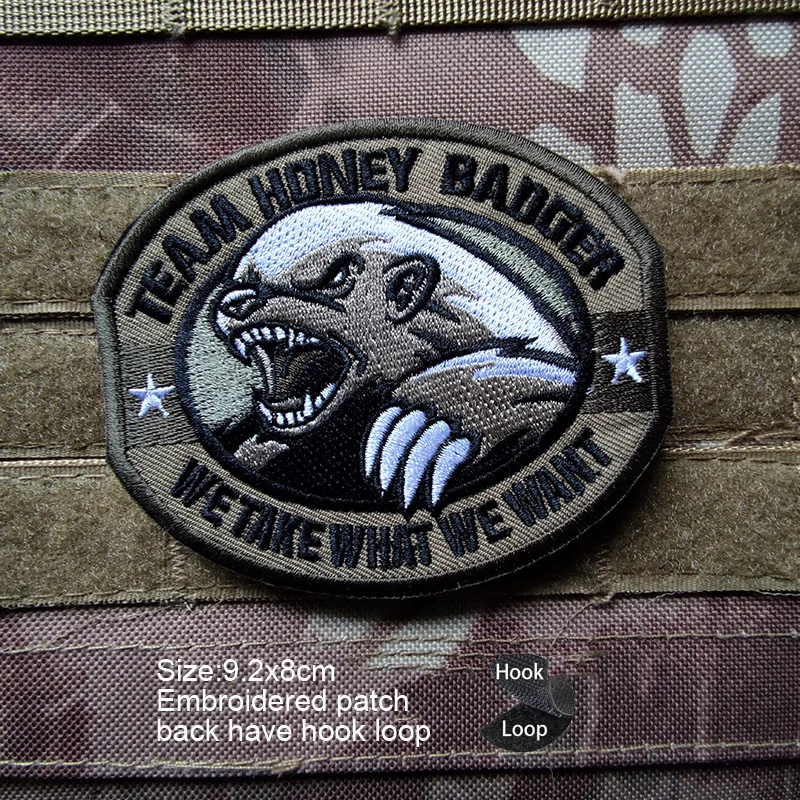 TEAM HONEY BADGER
WE TAKE WHAT WE WANT
Size:9.2x8cm
Embroidered patch
back have hook loop
Hook
Loop